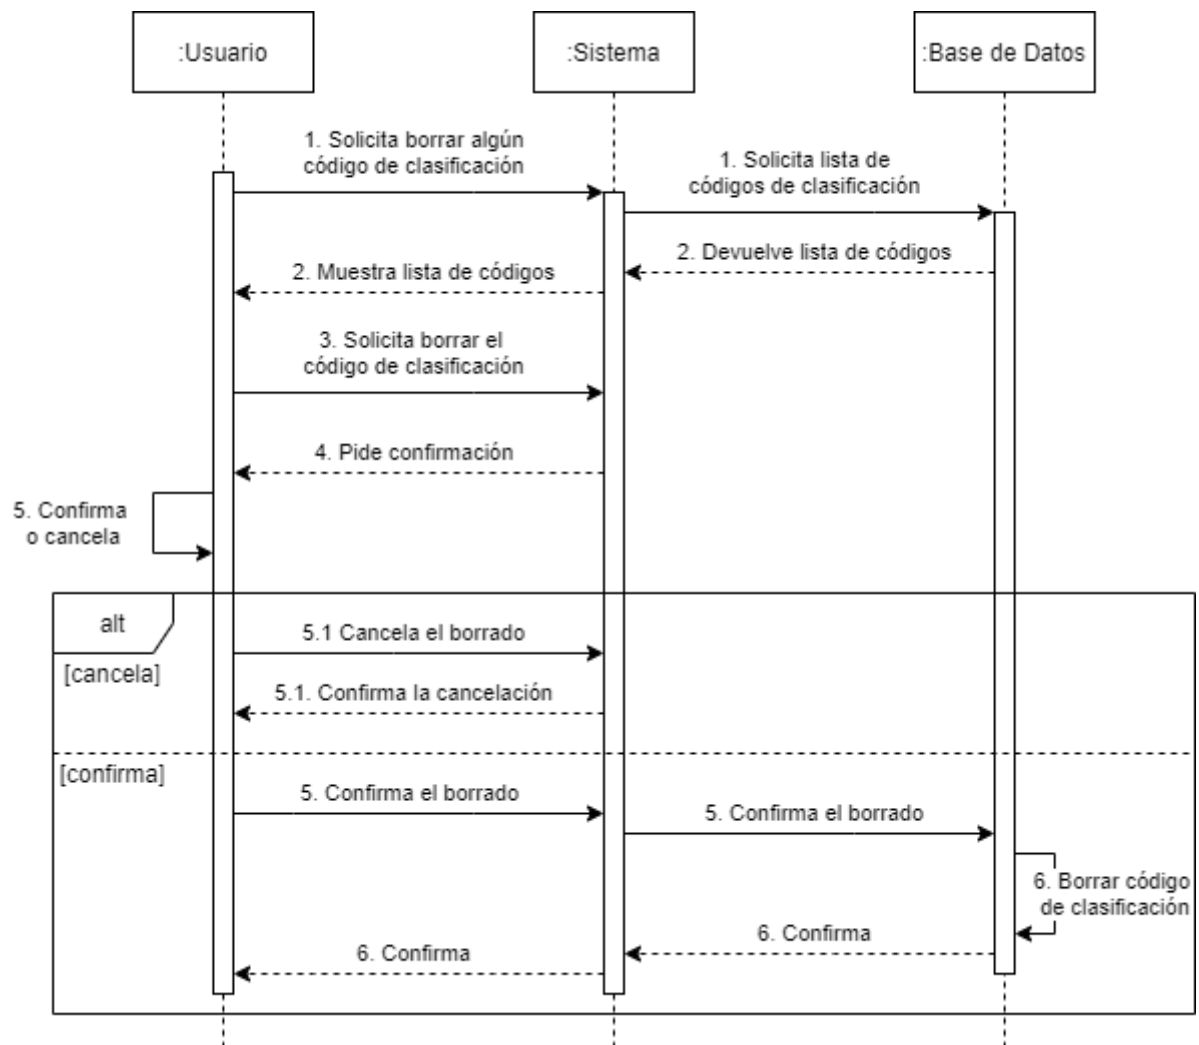 :Usuario
:Sistema
:Base de Datos
1. Solicita borrar algún
código de clasificación
1. Solicita lista de
códigos de clasificación
2. Devuelve lista de códigos
2. Muestra lista de códigos
3. Solicita borrar el
código de clasificación
4. Pide confirmación
5. Confirma
o cancela
alt
5.1 Cancela el borrado
[cancela]
5.1. Confirma la cancelación
[confirma]
5. Confirma el borrado
5. Confirma el borrado
6. Borrar código
de clasificación
6. Confirma
6. Confirma